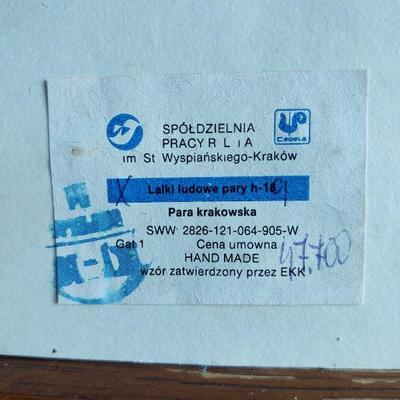 SPÓŁDZIELNIA
Cepelia
PRACY R L i A
im St Wyspiańskiego-Kraków
X Lalki ludowe pary h-18
Para krakowska
SWW 2826-121-064-905-W
Gat 1 Cena umowna
47.700
HAND MADE
wzór zatwierdzony przez EKK